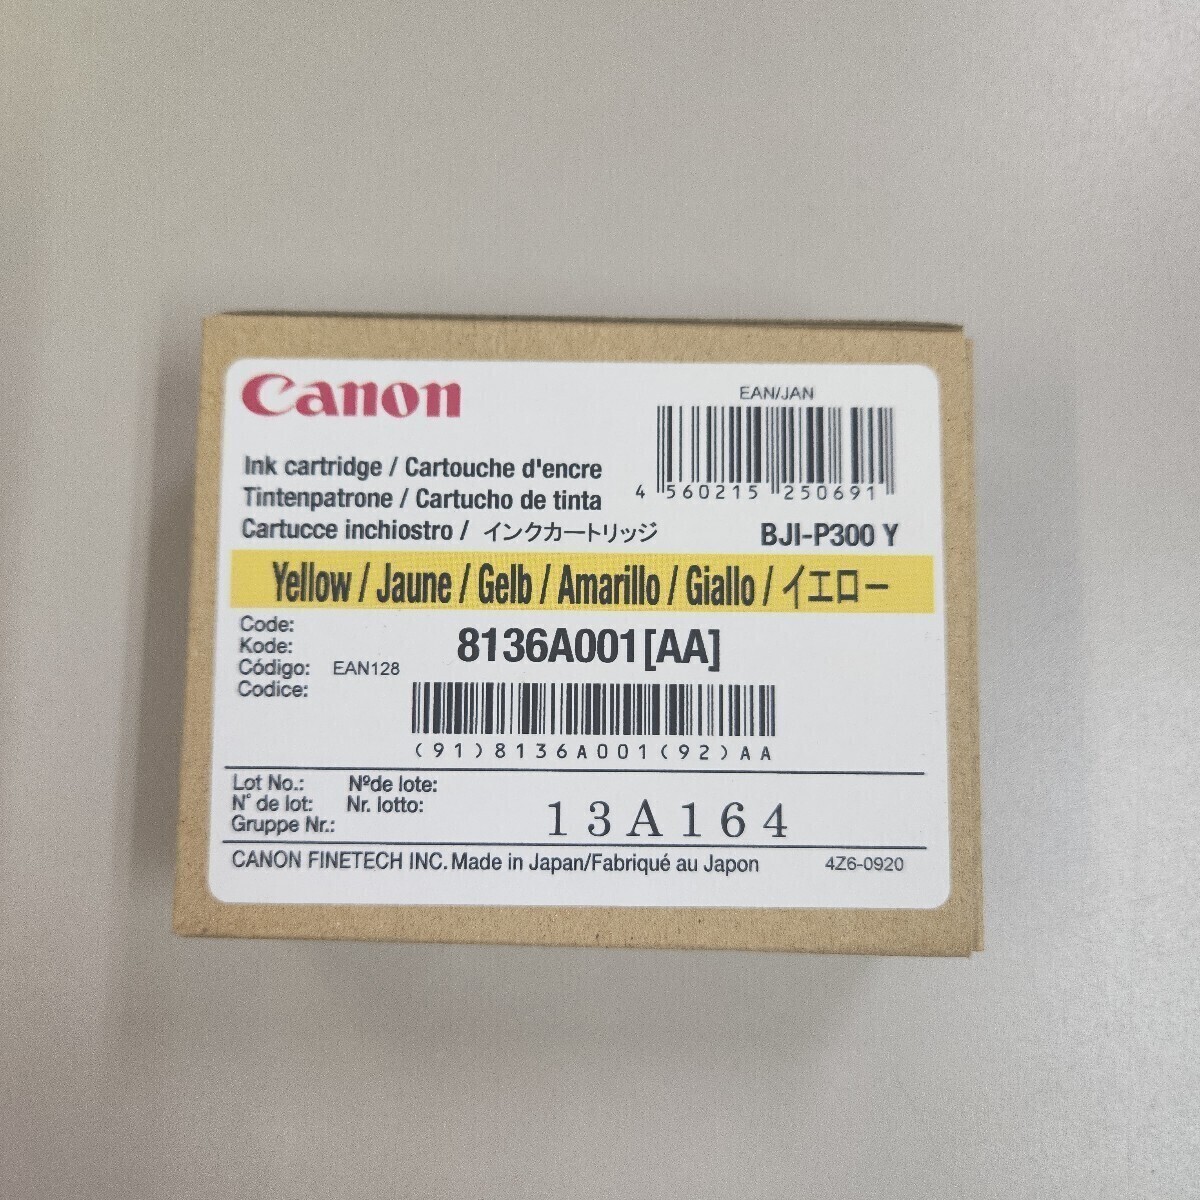 Canon
EAN/JAN
4 560215 250691
Ink cartridge / Cartouche d'encre
Tintenpatrone / Cartucho de tinta
Cartucce inchiostro / インクカートリッジ
BJI-P300 Y
Yellow / Jaune / Gelb / Amarillo / Giallo / イエロー
Code:
Kode:
Código:
Codice:
EAN128
8136A001[AA]
(91)8136A001(92)AA
Lot No.: Nºde lote:
N° de lot: Nr. lotto:
Gruppe Nr.:
13A164
CANON FINETECH INC. Made in Japan/Fabriqué au Japon
4Z6-0920